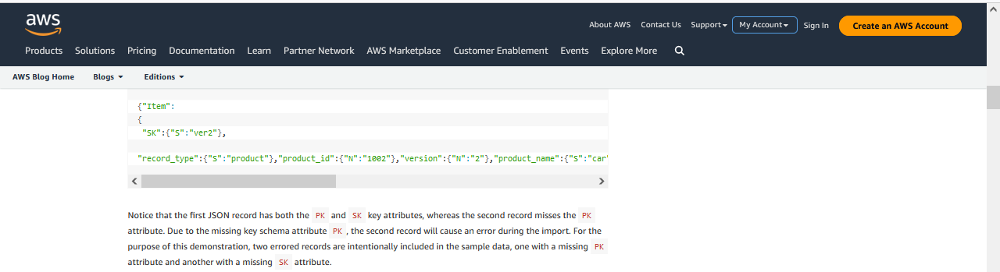 aws
About AWS Contact Us Support My Account Sign In Create an AWS Account
Products Solutions Pricing Documentation Learn Partner Network AWS Marketplace Customer Enablement Events Explore More
AWS Blog Home Blogs Editions
{"Item":
{
"SK":{"S":"ver2"},
"record_type":{"S":"product"},"product_id":{"N":"1002"},"version":{"N":"2"},"product_name":{"S":"car"
Notice that the first JSON record has both the PK and SK key attributes, whereas the second record misses the PK
attribute. Due to the missing key schema attribute PK , the second record will cause an error during the import. For the
purpose of this demonstration, two errored records are intentionally included in the sample data, one with a missing PK
attribute and another with a missing SK attribute.